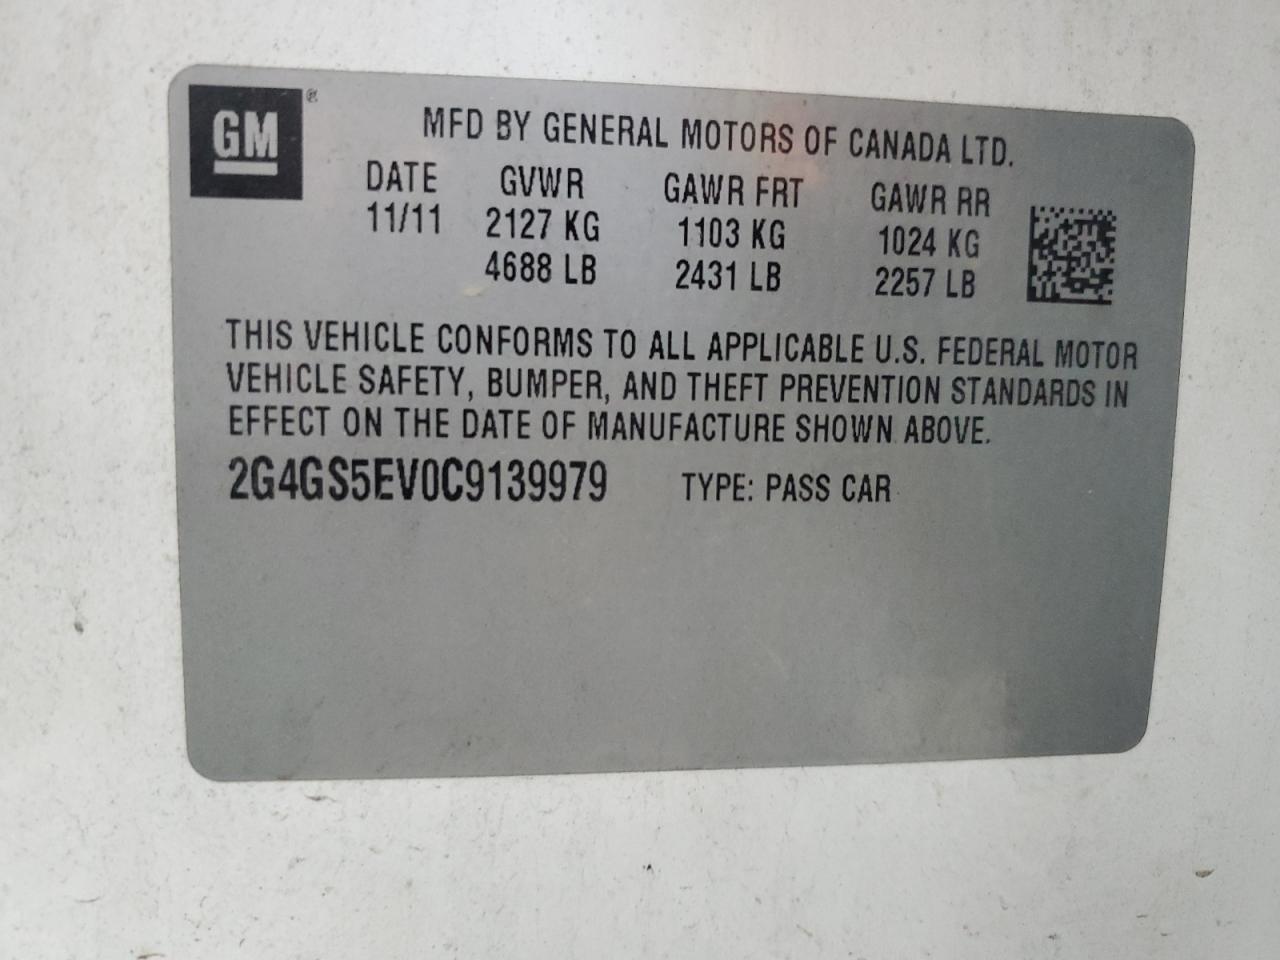 GM®
MFD BY GENERAL MOTORS OF CANADA LTD.
DATE GVWR GAWR FRT GAWR RR
11/11 2127 KG 1103 KG 1024 KG
4688 LB 2431 LB 2257 LB
THIS VEHICLE CONFORMS TO ALL APPLICABLE U.S. FEDERAL MOTOR
VEHICLE SAFETY, BUMPER, AND THEFT PREVENTION STANDARDS IN
EFFECT ON THE DATE OF MANUFACTURE SHOWN ABOVE.
2G4GS5EV0C9139979 TYPE: PASS CAR